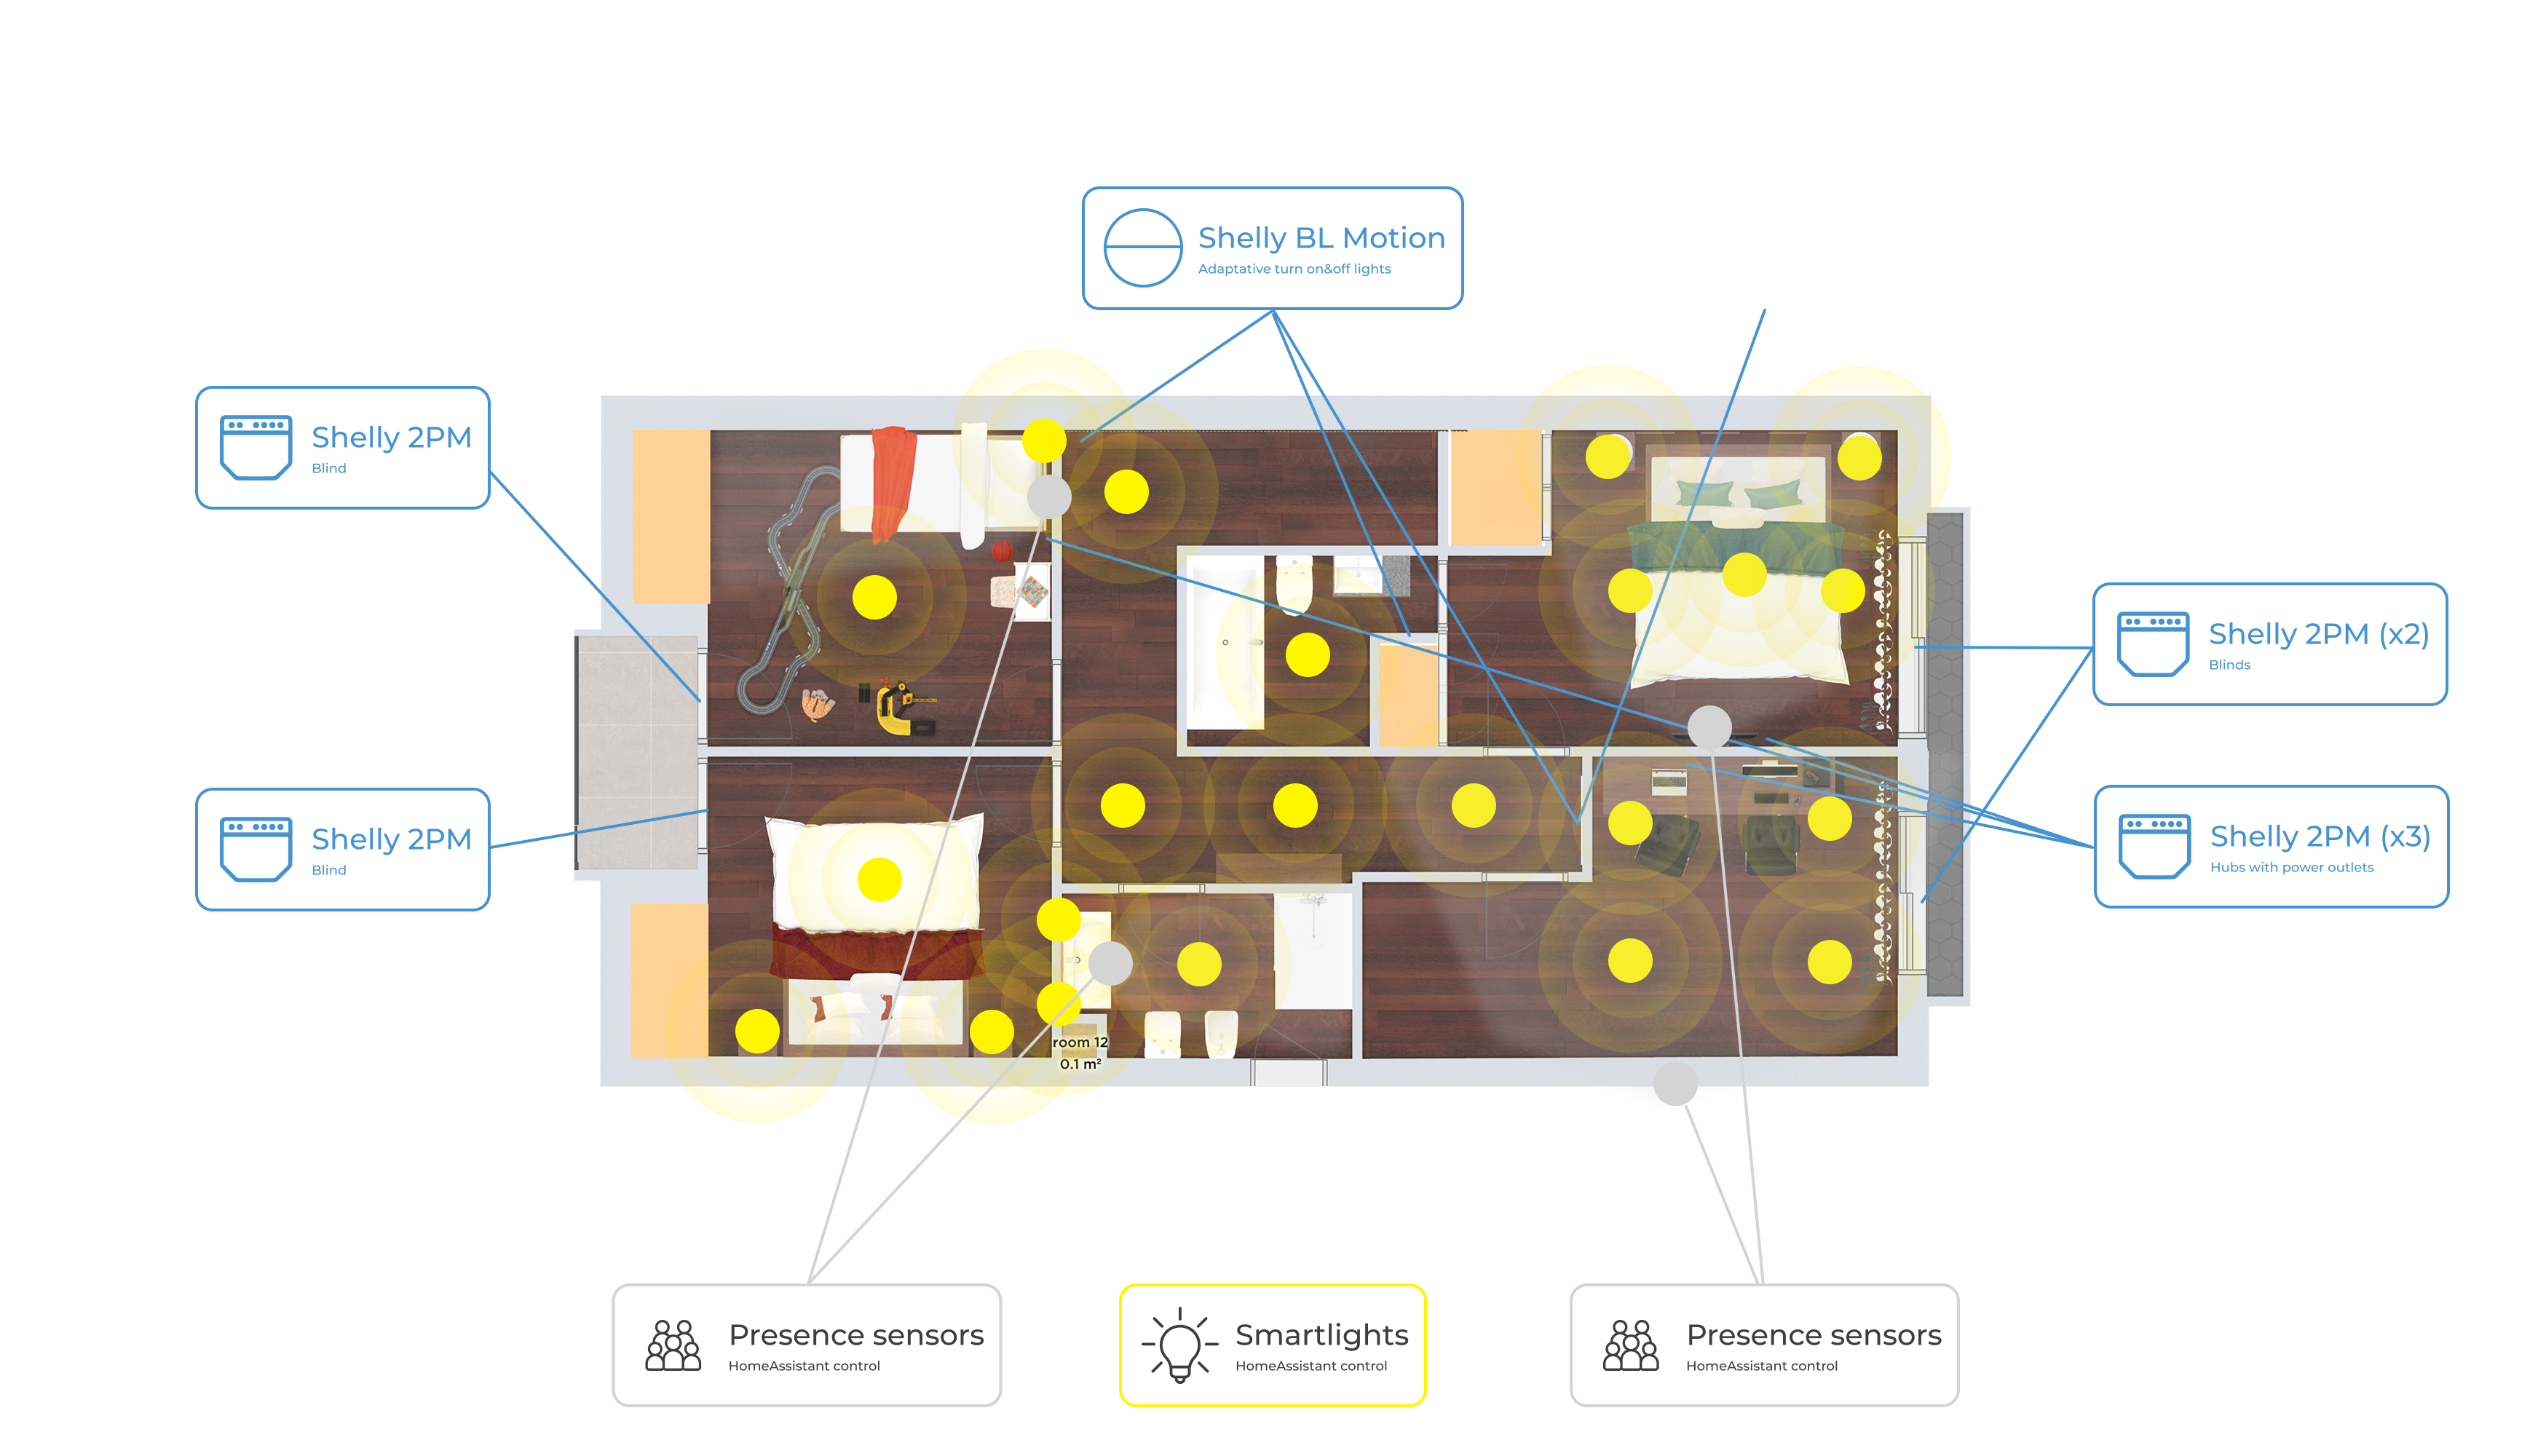 Shelly BL Motion
Adaptative turn on&off lights
Shelly 2PM
Blind
Shelly 2PM (x2)
Blinds
Shelly 2PM
Blind
Shelly 2PM (x3)
Hubs with power outlets
room 12
0.1 m²
Presence sensors
HomeAssistant control
Smartlights
HomeAssistant control
Presence sensors
HomeAssistant control